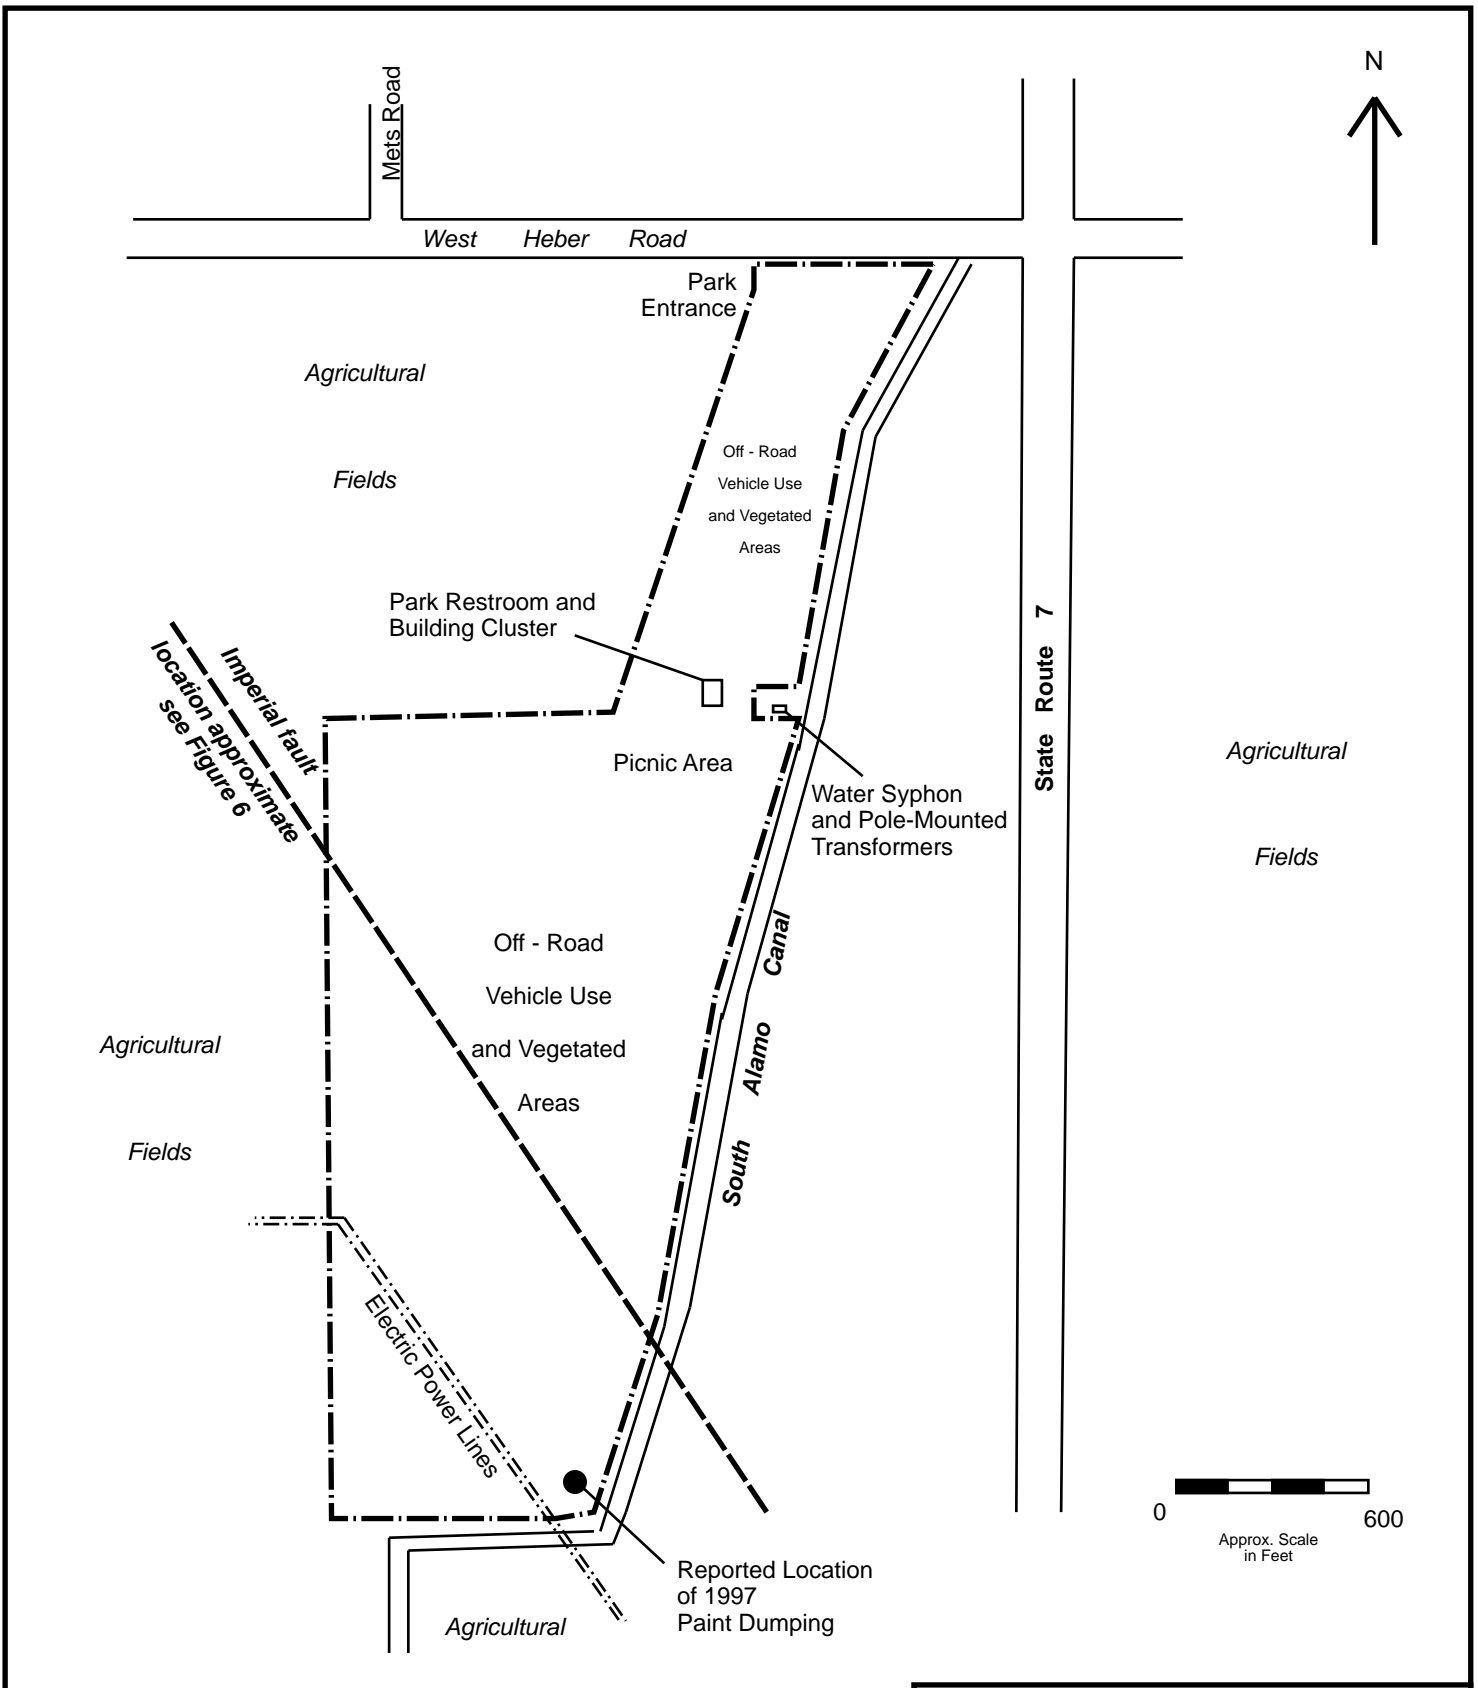 N
Mets Road
West Heber Road
Park
Entrance
Agricultural
Fields
Off - Road
Vehicle Use
and Vegetated
Areas
Park Restroom and
Building Cluster
Imperial fault
location approximate
see Figure 6
Picnic Area
Water Syphon
and Pole-Mounted
Transformers
State Route 7
Agricultural
Fields
Off - Road
Vehicle Use
and Vegetated
Areas
South Alamo Canal
Agricultural
Fields
Electric Power Lines
0
600
Approx. Scale
in Feet
Reported Location
of 1997
Paint Dumping
Agricultural